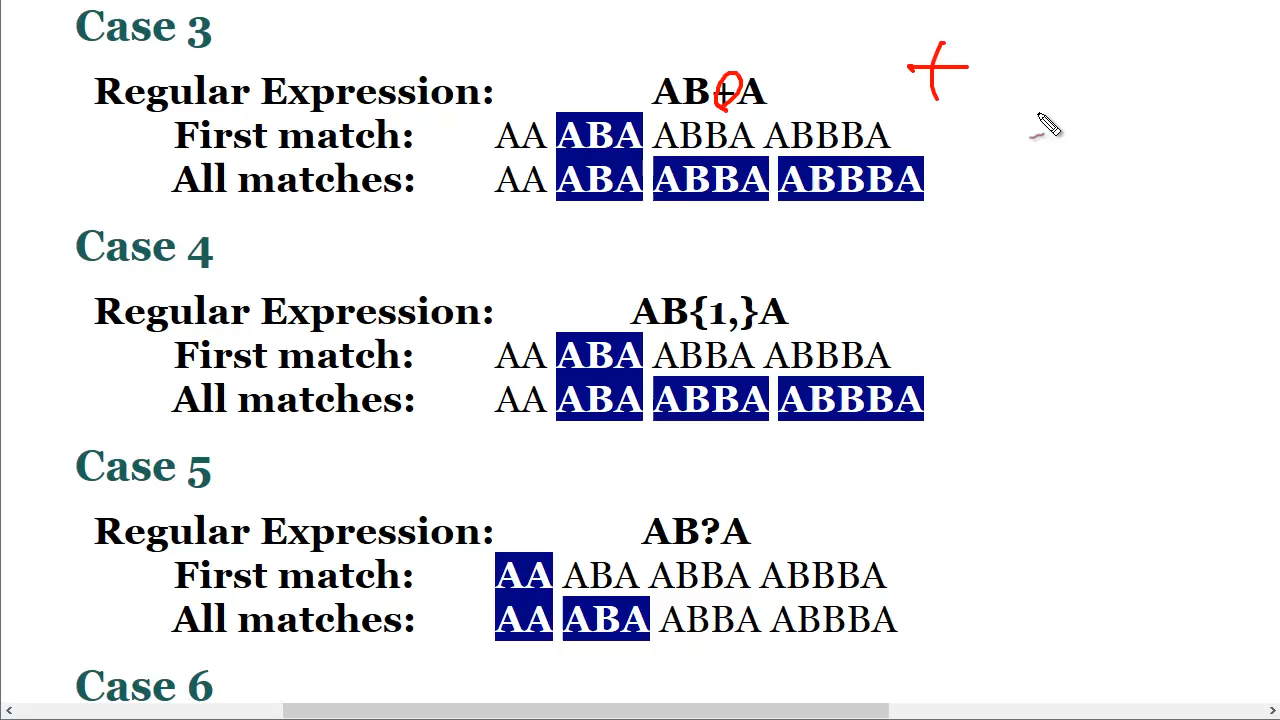 Case 3
Regular Expression: AB+A
First match: AA ABA ABBA ABBBA
All matches: AA ABA ABBA ABBBA
Case 4
Regular Expression: AB{1,}A
First match: AA ABA ABBA ABBBA
All matches: AA ABA ABBA ABBBA
Case 5
Regular Expression: AB?A
First match: AA ABA ABBA ABBBA
All matches: AA ABA ABBA ABBBA
Case 6